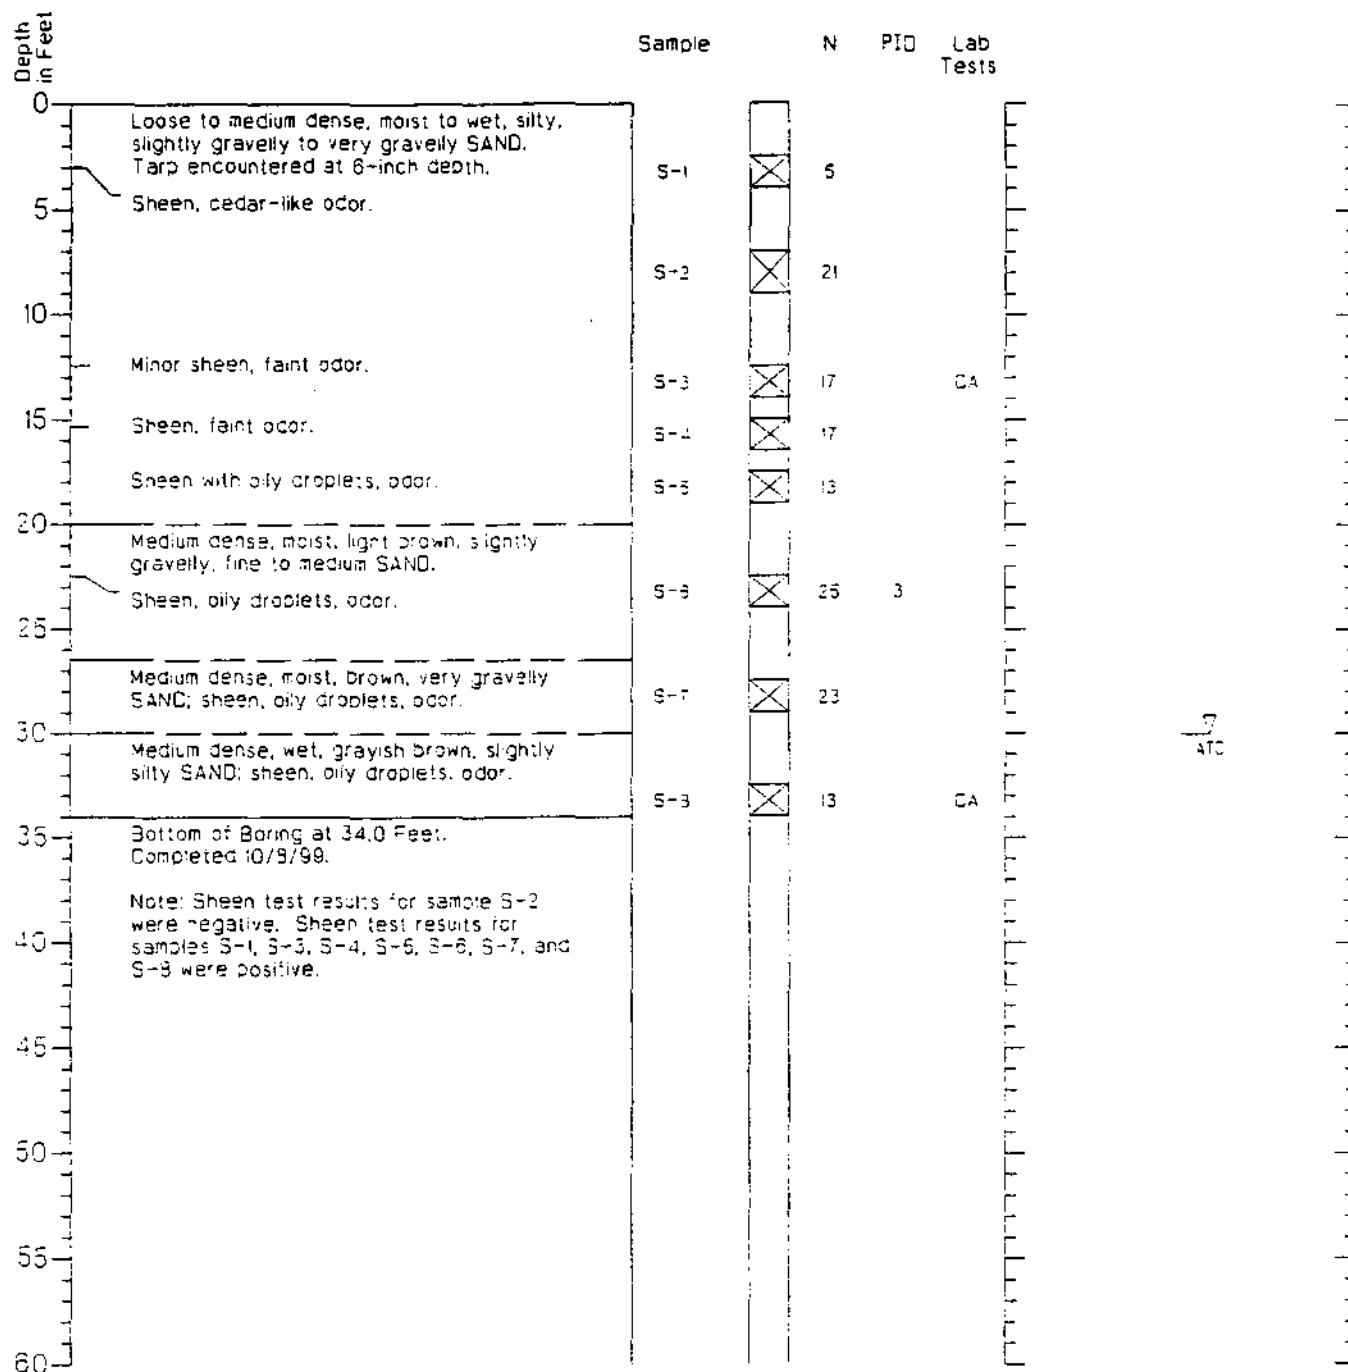 Depth
in Feet
Sample N PID Lab
Tests
0
Loose to medium dense, moist to wet, silty,
slightly gravelly to very gravelly SAND.
Tarp encountered at 6-inch depth.
S-1 5
Sheen, cedar-like odor.
5
S-2 21
10
Minor sheen, faint odor.
S-3 17 CA
15
Sheen, faint odor.
S-4 17
Sheen with oily droplets, odor.
S-5 13
20
Medium dense, moist, light brown, slightly
gravelly, fine to medium SAND.
Sheen, oily droplets, odor.
S-6 25 3
25
Medium dense, moist, brown, very gravelly
SAND; sheen, oily droplets, odor.
S-7 23
30
ATD
Medium dense, wet, grayish brown, slightly
silty SAND; sheen, oily droplets, odor.
S-8 13 CA
35
Bottom of Boring at 34.0 Feet.
Completed
Note: Sheen test results for sample S-2
were negative. Sheen test results for
samples S-1, S-3, S-4, S-5, S-6, S-7, and
S-8 were positive.
40
45
50
55
60